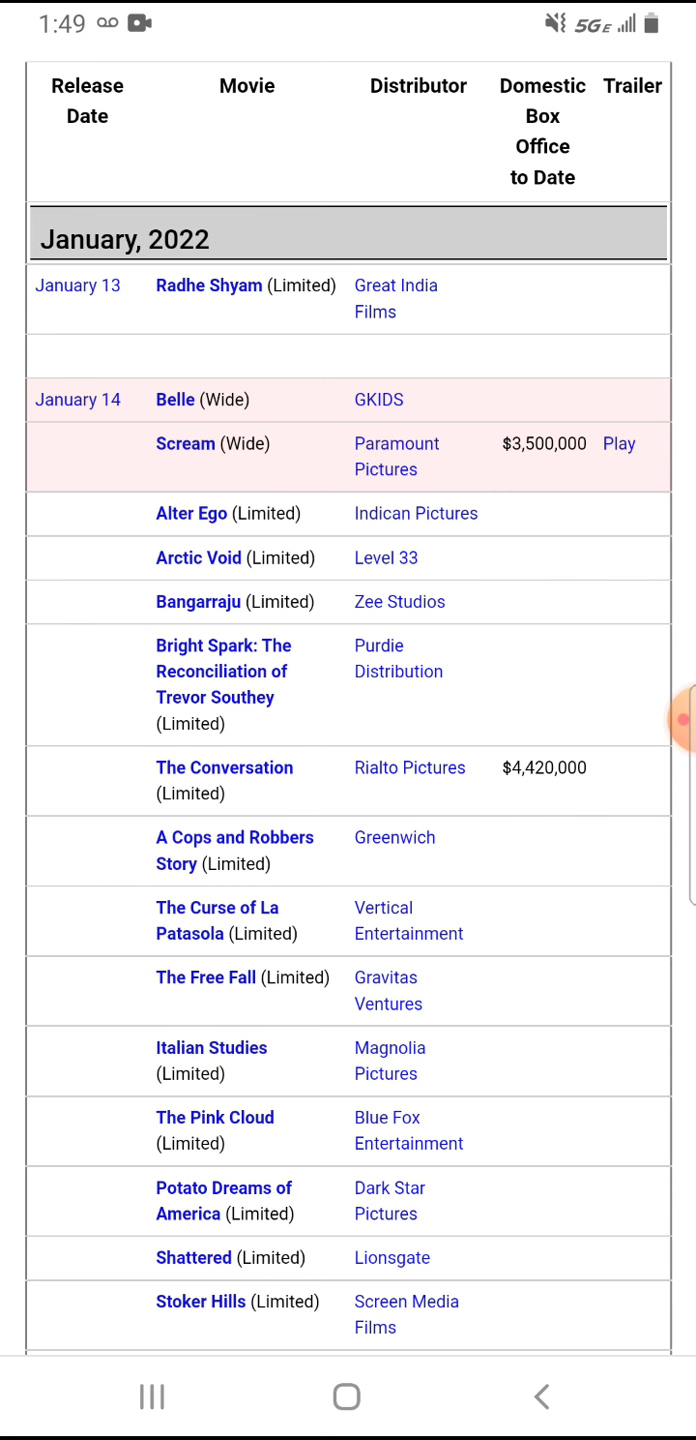 1:49 5GE
Release Movie Distributor Domestic Trailer
Date Box
Office
to Date
January, 2022
January 13 Radhe Shyam (Limited) Great India
Films
January 14 Belle (Wide) GKIDS
Scream (Wide) Paramount $3,500,000 Play
Pictures
Alter Ego (Limited) Indican Pictures
Arctic Void (Limited) Level 33
Bangarraju (Limited) Zee Studios
Bright Spark: The Purdie
Reconciliation of Distribution
Trevor Southey
(Limited)
The Conversation Rialto Pictures $4,420,000
(Limited)
A Cops and Robbers Greenwich
Story (Limited)
The Curse of La Vertical
Patasola (Limited) Entertainment
The Free Fall (Limited) Gravitas
Ventures
Italian Studies Magnolia
(Limited) Pictures
The Pink Cloud Blue Fox
(Limited) Entertainment
Potato Dreams of Dark Star
America (Limited) Pictures
Shattered (Limited) Lionsgate
Stoker Hills (Limited) Screen Media
Films